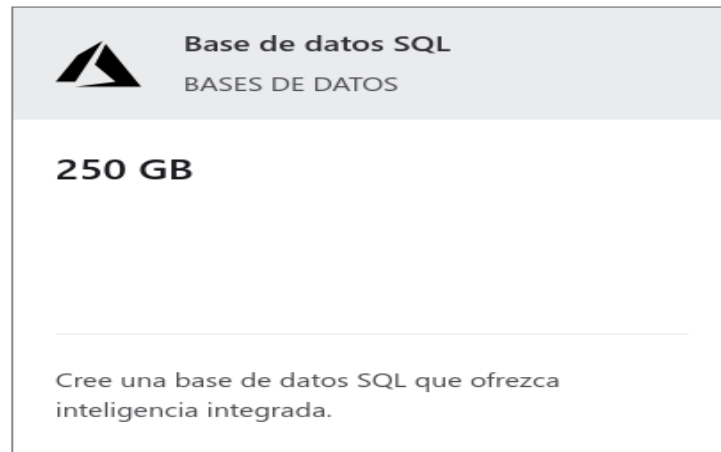 Base de datos SQL
BASES DE DATOS
250 GB
Cree una base de datos SQL que ofrezca
inteligencia integrada.